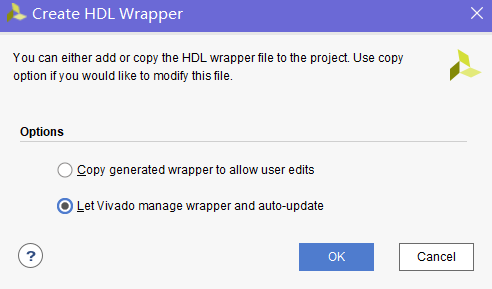 Create HDL Wrapper
You can either add or copy the HDL wrapper file to the project. Use copy
option if you would like to modify this file.
Options
Copy generated wrapper to allow user edits
Let Vivado manage wrapper and auto-update
?
OK
Cancel